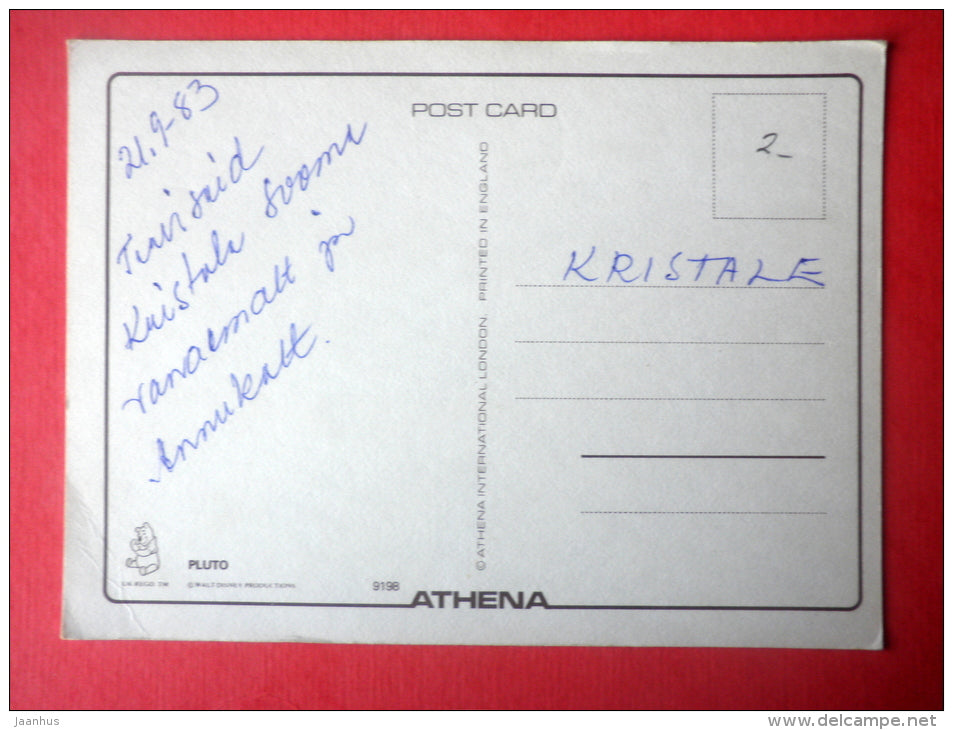 21.9-83
Terviseid
Kristale Soome
vanaemalt ja
Annukalt.
POST CARD
2-
KRISTALE
© ATHENA INTERNATIONAL LONDON. PRINTED IN ENGLAND
PLUTO
© WALT DISNEY PRODUCTIONS
9198
ATHENA
Jaanhus
www.delcampe.net